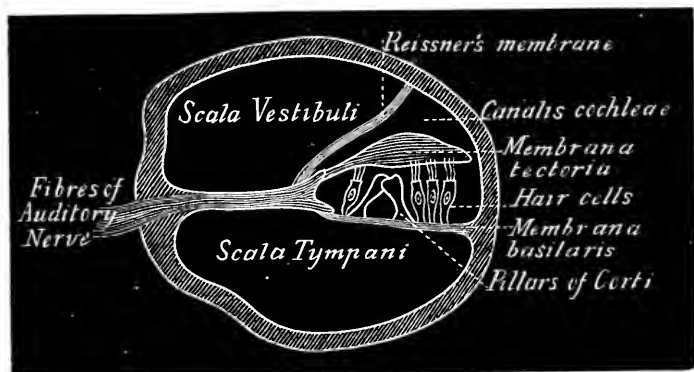 Reissner's membrane
Scala Vestibuli
Canalis cochleae
Membrana
tectoria
Fibres of
Auditory
Nerve
Hair cells
Membrana
basilaris
Scala Tympani
Pillars of Corti